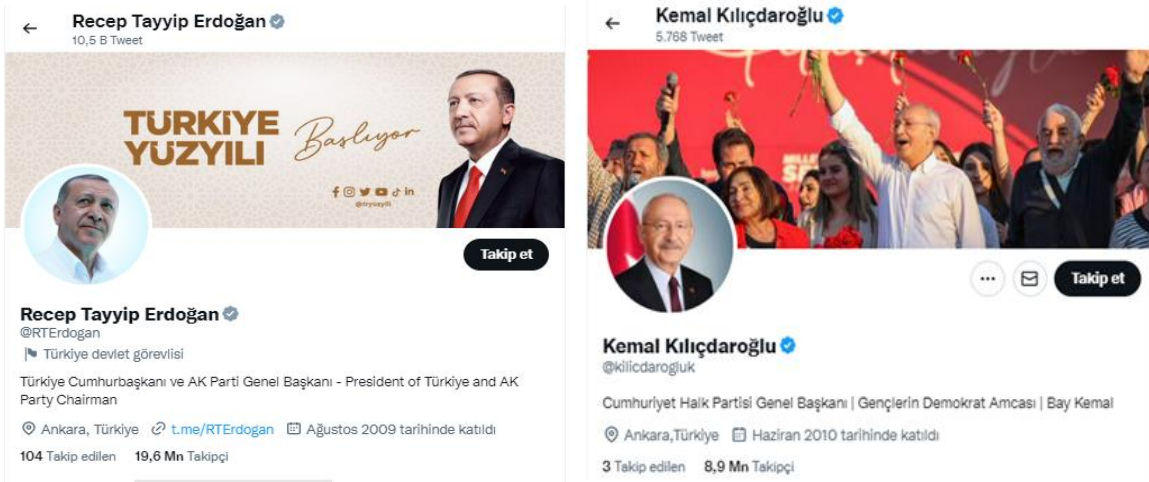 Recep Tayyip Erdoğan
10,5 B Tweet
TÜRKİYE
YÜZYILI
Başlıyor
@tryuzyili
Takip et
Recep Tayyip Erdoğan
@RTErdogan
Türkiye devlet görevlisi
Türkiye Cumhurbaşkanı ve AK Parti Genel Başkanı - President of Türkiye and AK
Party Chairman
Ankara, Türkiye t.me/RTErdogan Ağustos 2009 tarihinde katıldı
104 Takip edilen 19,6 Mn Takipçi
Kemal Kılıçdaroğlu
5.768 Tweet
Takip et
Kemal Kılıçdaroğlu
@kilicdarogluk
Cumhuriyet Halk Partisi Genel Başkanı | Gençlerin Demokrat Amcası | Bay Kemal
Ankara,Türkiye Haziran 2010 tarihinde katıldı
3 Takip edilen 8,9 Mn Takipçi